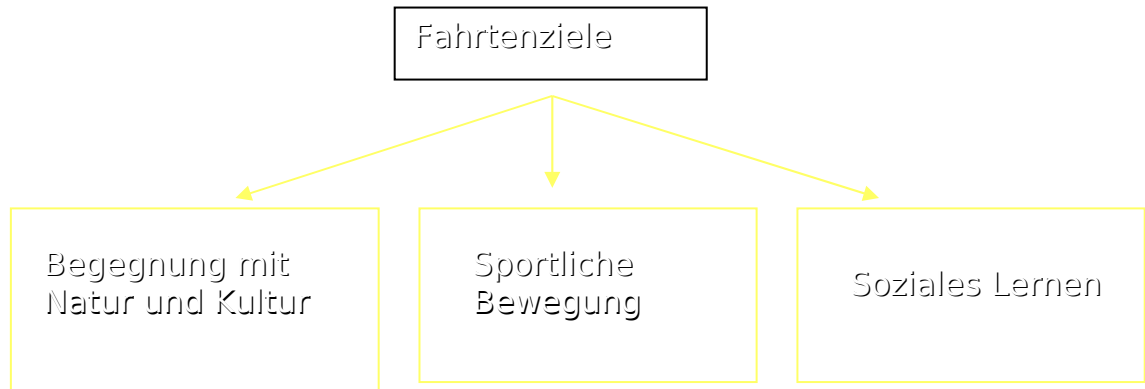 Fahrtenziele
Begegnung mit
Natur und Kultur
Sportliche
Bewegung
Soziales Lernen